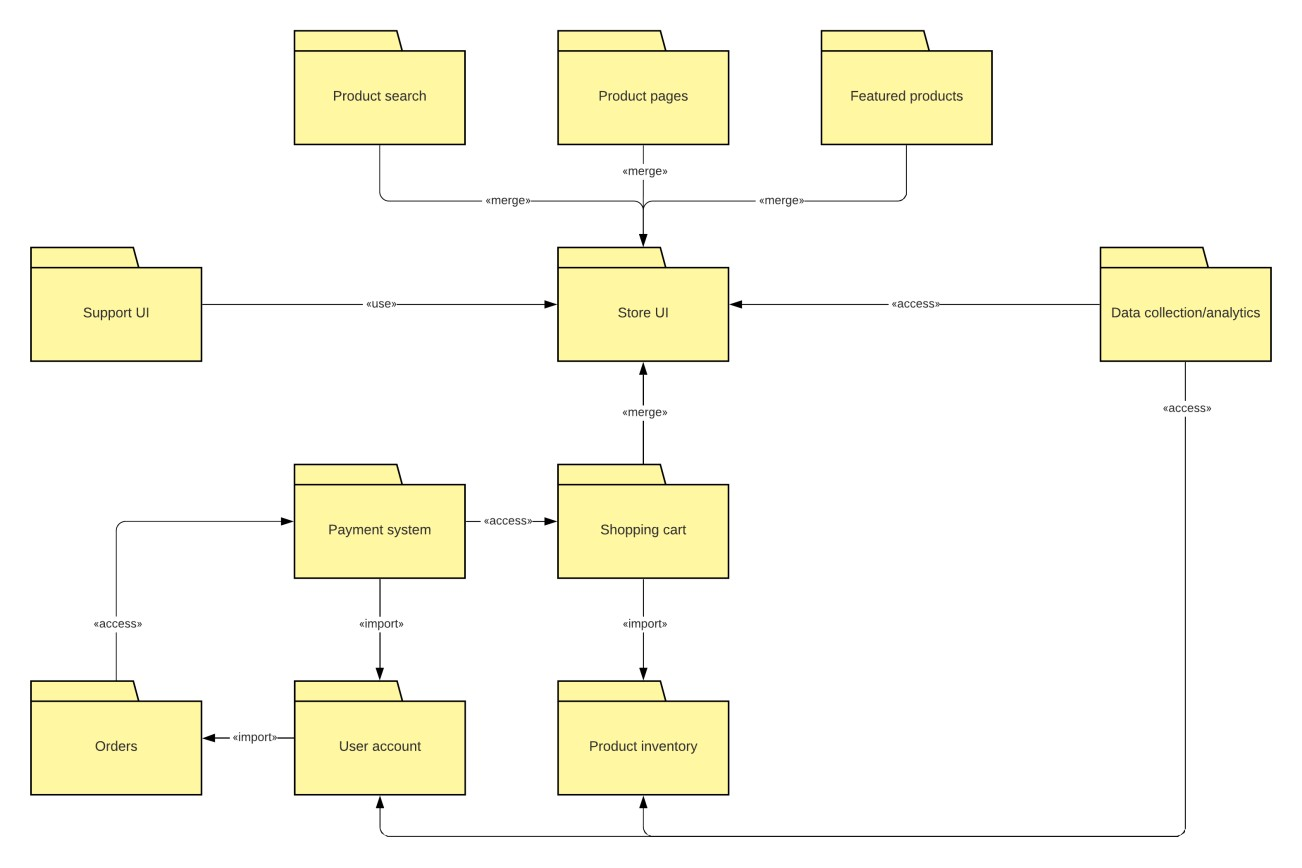 Product search
Product pages
Featured products
«merge»
«merge»
«merge»
Support UI
«use»
Store UI
«access»
Data collection/analytics
«merge»
«access»
Payment system
«access»
Shopping cart
«access»
«import»
«import»
Orders
«import»
User account
Product inventory